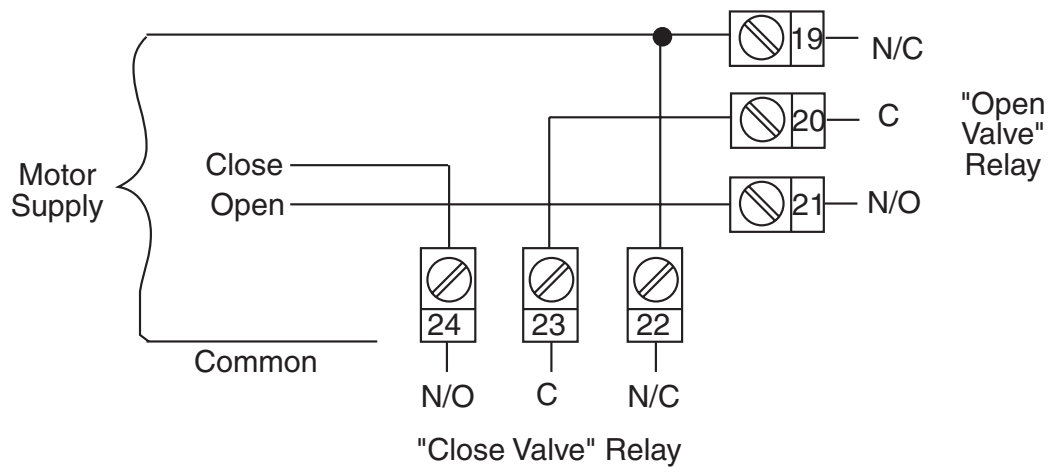 19
N/C
20
C
"Open
Valve"
Relay
Close
Motor
Supply
Open
21
N/O
24
23
22
Common
N/O
C
N/C
"Close Valve" Relay